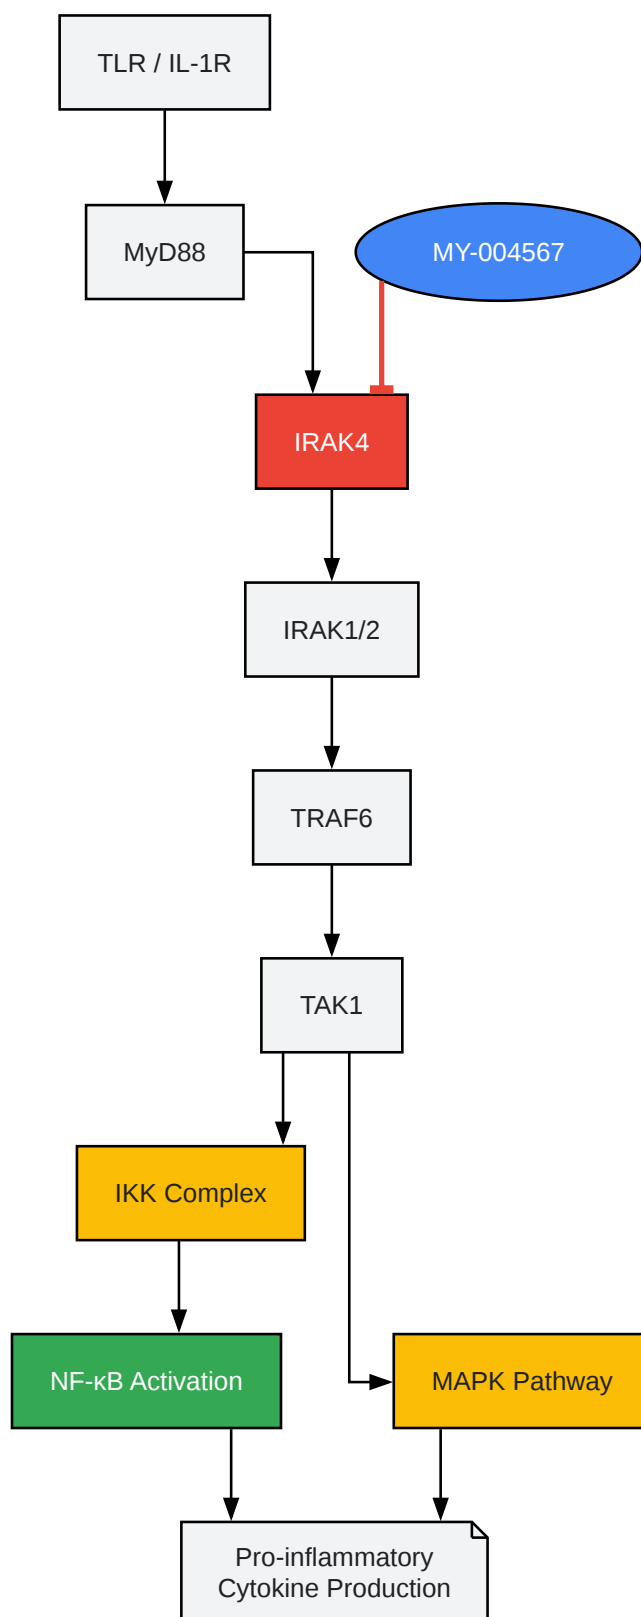 TLR / IL-1R
MyD88
MY-004567
IRAK4
IRAK1/2
TRAF6
TAK1
IKK Complex
NF-κB Activation
MAPK Pathway
Pro-inflammatory
Cytokine Production